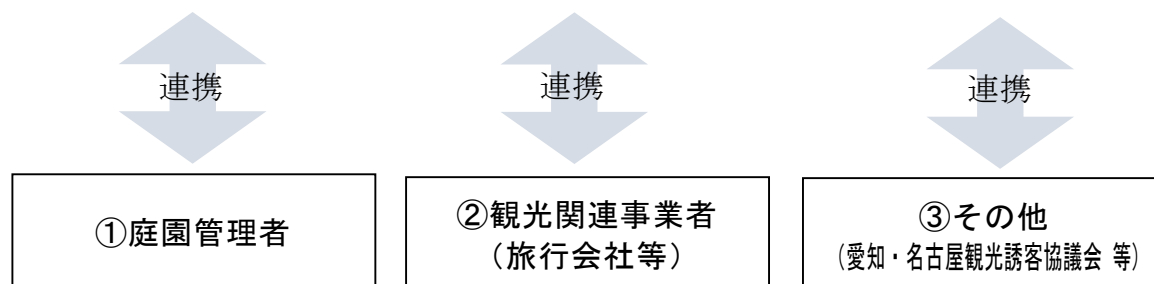 連携
連携
連携
①庭園管理者
②観光関連事業者
（旅行会社等）
③その他
（愛知・名古屋観光誘客協議会 等）